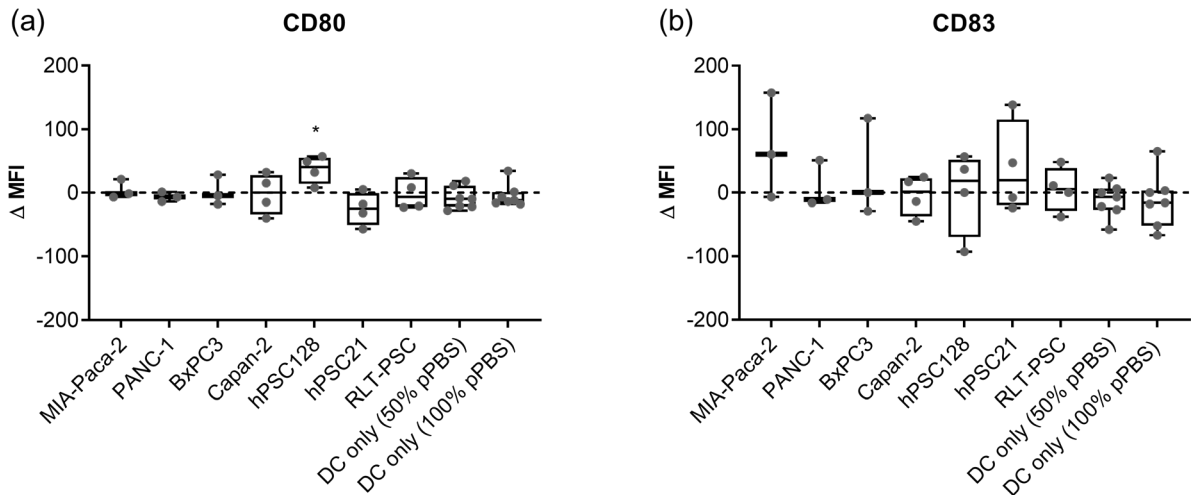 (a)
CD80
Δ MFI
200
100
0
-100
-200
*
MIA-Paca-2
PANC-1
BxPC3
Capan-2
hPSC128
hPSC21
RLT-PSC
DC only (50% pPBS)
DC only (100% pPBS)
(b)
CD83
Δ MFI
200
100
0
-100
-200
MIA-Paca-2
PANC-1
BxPC3
Capan-2
hPSC128
hPSC21
RLT-PSC
DC only (50% pPBS)
DC only (100% pPBS)